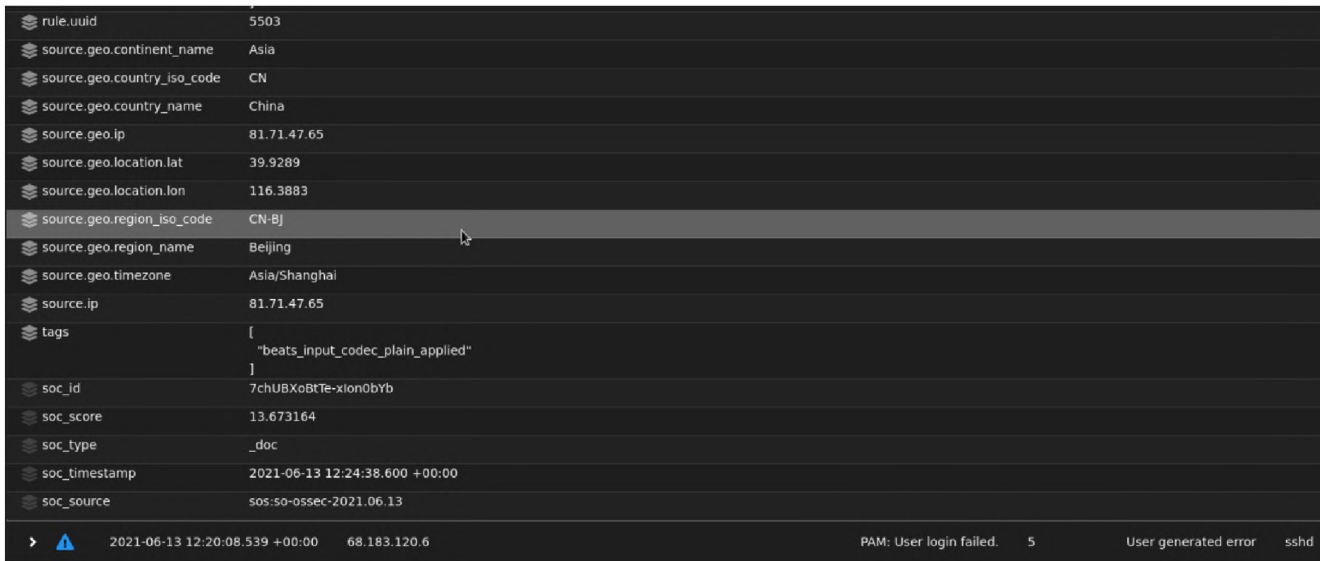 rule.uuid 5503
source.geo.continent_name Asia
source.geo.country_iso_code CN
source.geo.country_name China
source.geo.ip 81.71.47.65
source.geo.location.lat 39.9289
source.geo.location.lon 116.3883
source.geo.region_iso_code CN-BJ
source.geo.region_name Beijing
source.geo.timezone Asia/Shanghai
source.ip 81.71.47.65
tags [
"beats_input_codec_plain_applied"
]
soc_id 7chUBXoBtTe-xIon0bYb
soc_score 13.673164
soc_type _doc
soc_timestamp 2021-06-13 12:24:38.600 +00:00
soc_source sos:so-ossec-2021.06.13
2021-06-13 12:20:08.539 +00:00 68.183.120.6 PAM: User login failed. 5 User generated error sshd